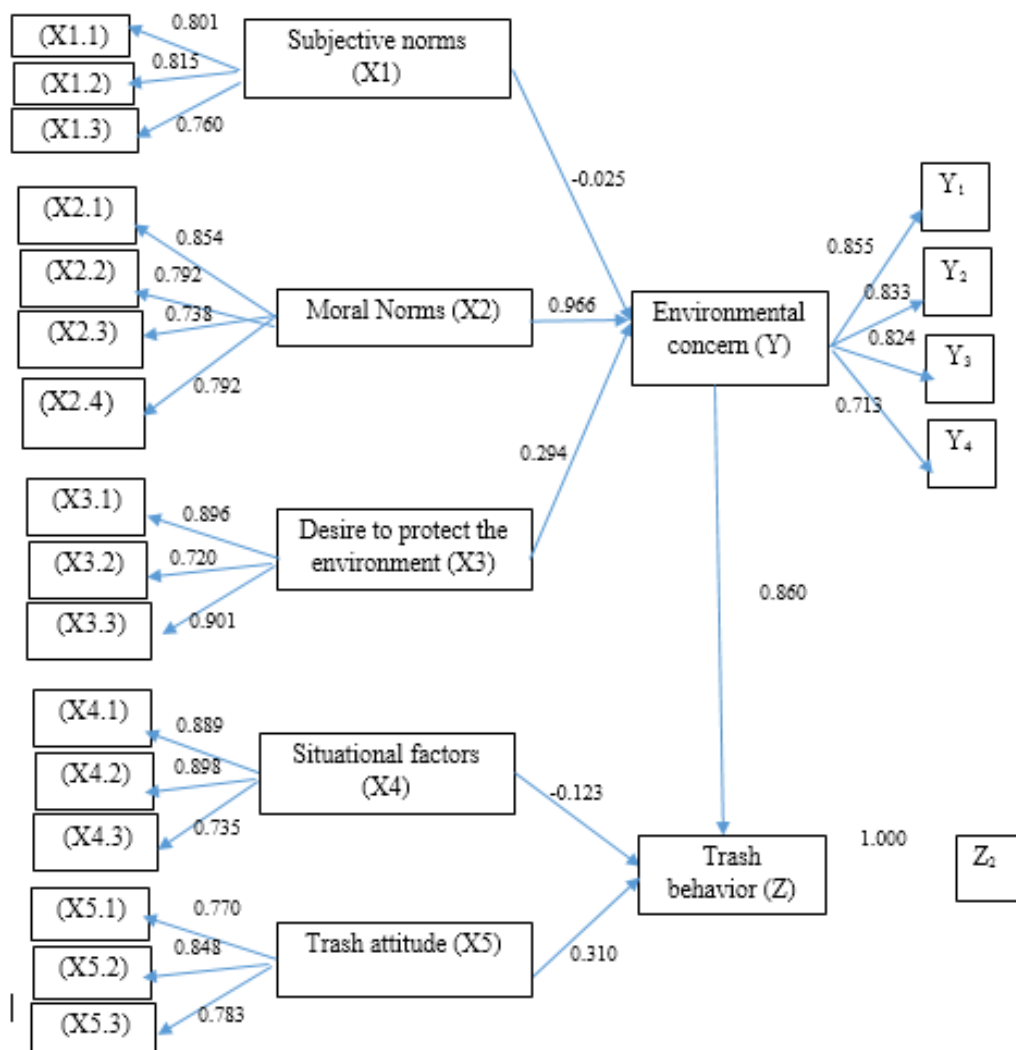 (X1.1)
0.801
Subjective norms
(X1)
(X1.2)
0.815
(X1.3)
0.760
-0.025
(X2.1)
0.854
(X2.2)
0.792
(X2.3)
0.738
(X2.4)
0.792
Moral Norms (X2)
0.966
Environmental
concern (Y)
Y₁
0.855
Y₂
0.833
Y₃
0.824
Y₄
0.713
(X3.1)
0.896
(X3.2)
0.720
(X3.3)
0.901
Desire to protect the
environment (X3)
0.294
0.860
(X4.1)
0.889
(X4.2)
0.898
(X4.3)
0.735
Situational factors
(X4)
-0.123
Trash
behavior (Z)
1.000
Z₂
(X5.1)
0.770
(X5.2)
0.848
(X5.3)
0.783
Trash attitude (X5)
0.310